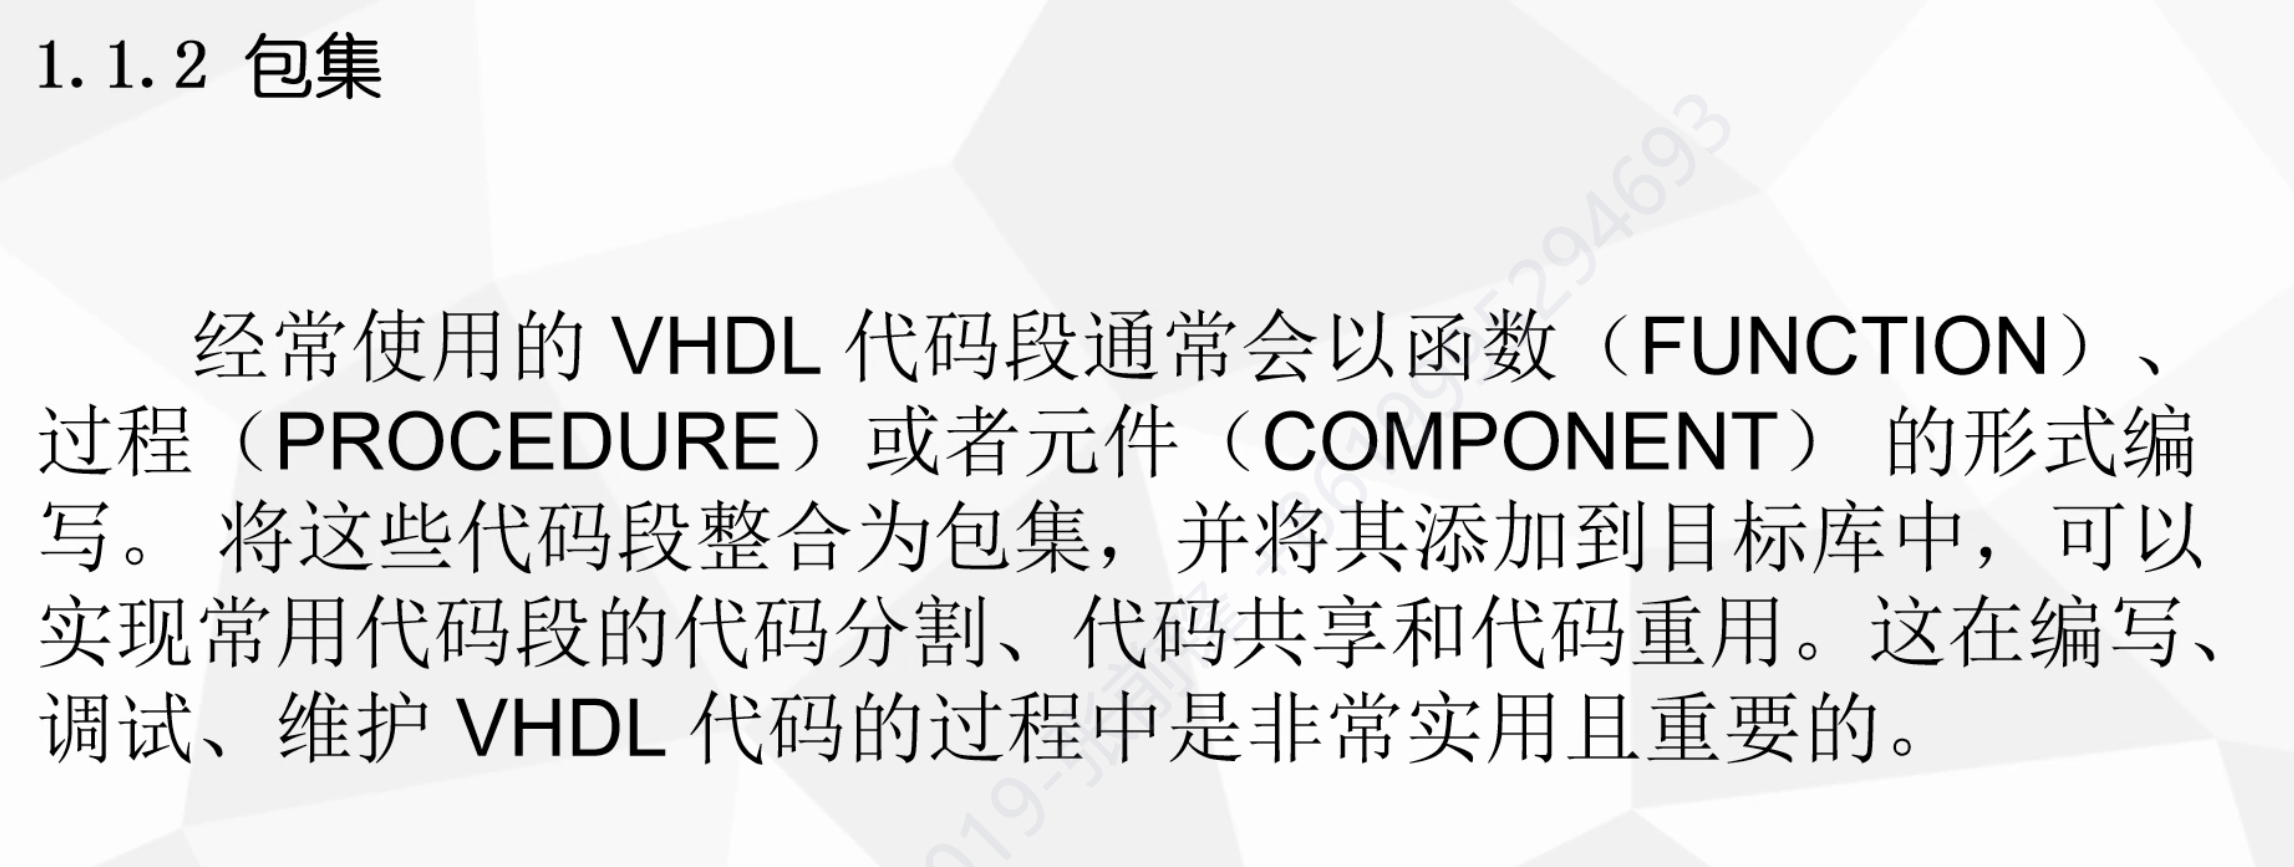 1.1.2 包集
经常使用的 VHDL 代码段通常会以函数（FUNCTION）、
过程（PROCEDURE）或者元件（COMPONENT） 的形式编
写。 将这些代码段整合为包集， 并将其添加到目标库中， 可以
实现常用代码段的代码分割、代码共享和代码重用。这在编写、
调试、维护 VHDL 代码的过程中是非常实用且重要的。